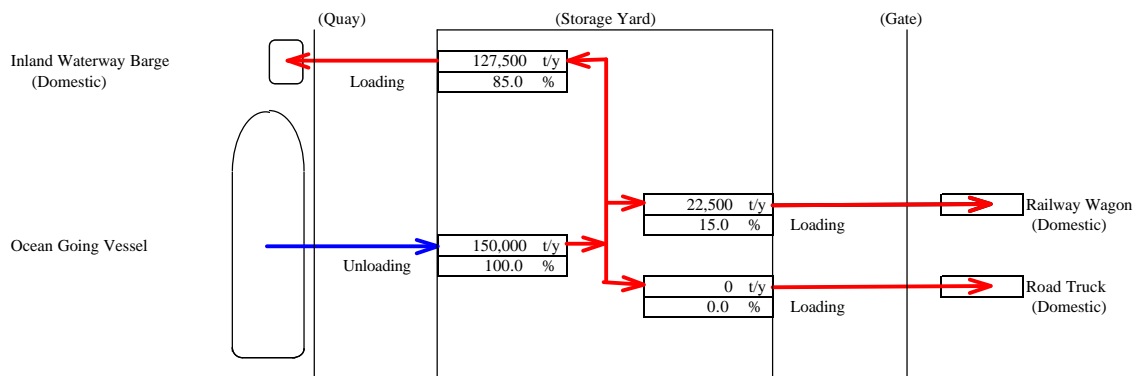 (Quay)
(Storage Yard)
(Gate)
Inland Waterway Barge
(Domestic)
Loading
127,500 t/y
85.0 %
22,500 t/y
15.0 %
Loading
Railway Wagon
(Domestic)
Ocean Going Vessel
Unloading
150,000 t/y
100.0 %
0 t/y
0.0 %
Loading
Road Truck
(Domestic)